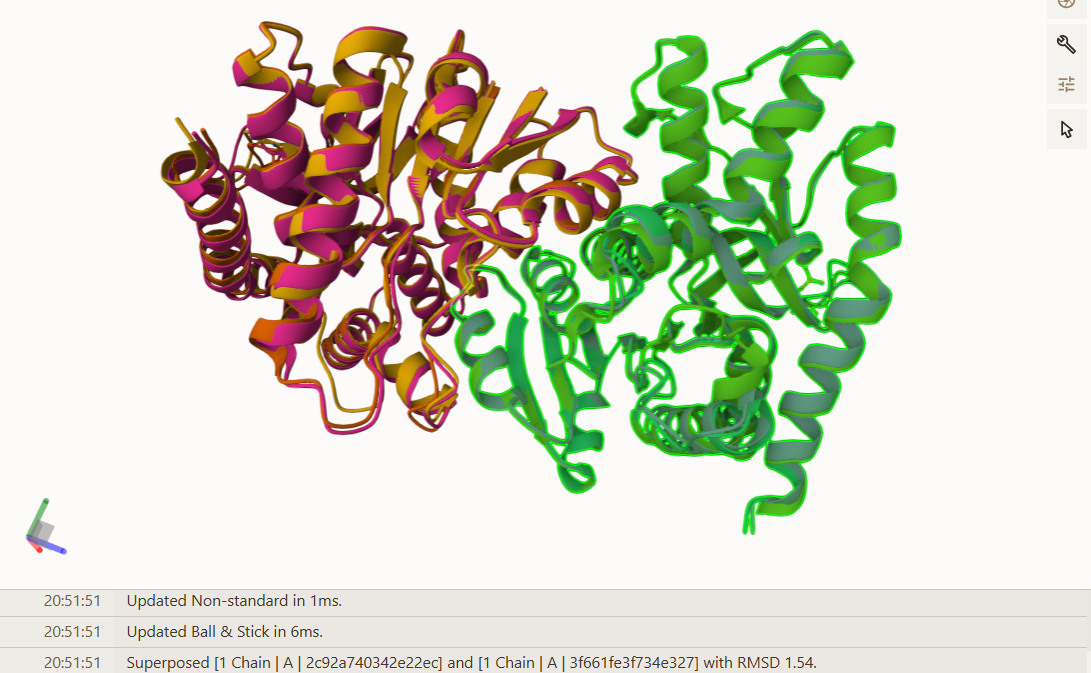 20:51:51 Updated Non-standard in 1ms.
20:51:51 Updated Ball & Stick in 6ms.
20:51:51 Superposed [1 Chain | A | 2c92a740342e22ec] and [1 Chain | A | 3f661fe3f734e327] with RMSD 1.54.